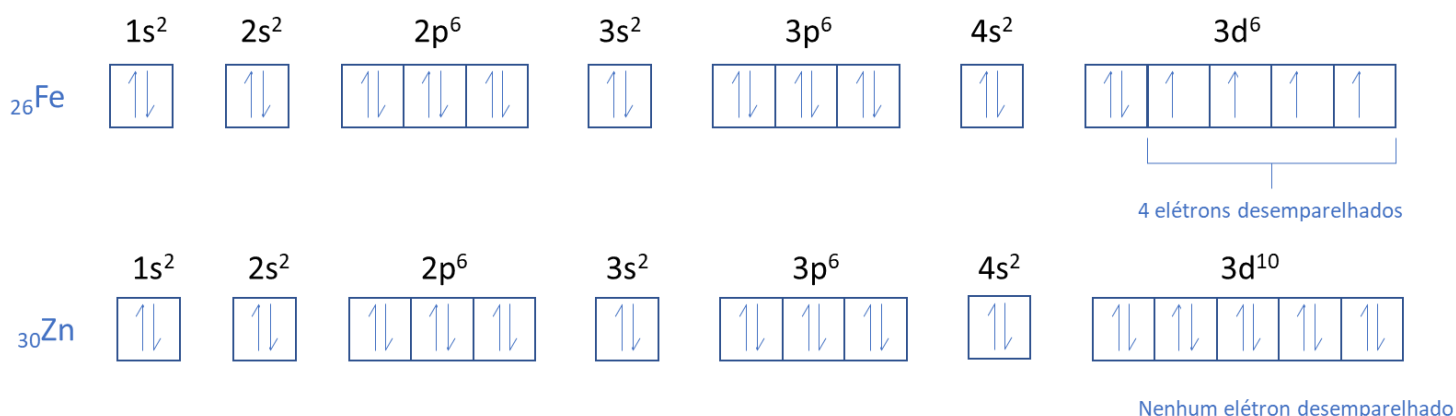 1s² 2s² 2p⁶ 3s² 3p⁶ 4s² 3d⁶
₂₆Fe
4 elétrons desemparelhados
1s² 2s² 2p⁶ 3s² 3p⁶ 4s² 3d¹⁰
₃₀Zn
Nenhum elétron desemparelhado